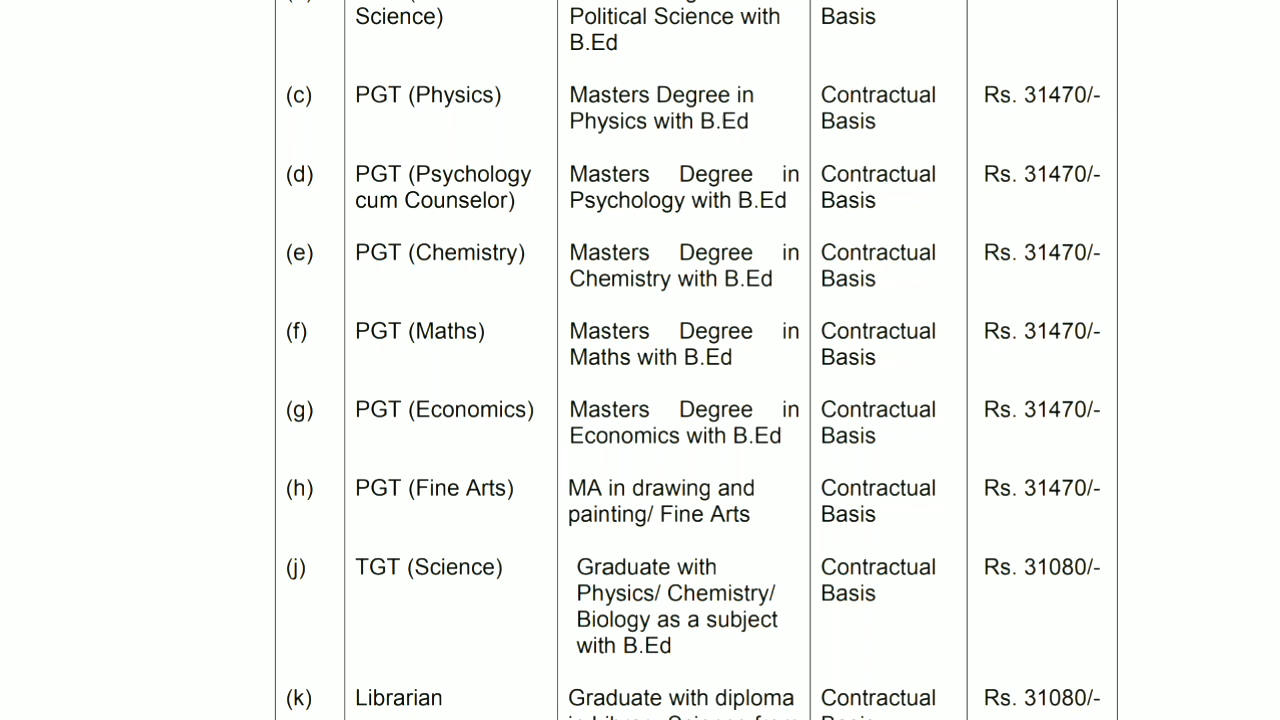 Science)
Political Science with
Basis
B.Ed
(c) PGT (Physics) Masters Degree in Contractual Rs. 31470/-
Physics with B.Ed Basis
(d) PGT (Psychology Masters Degree in Contractual Rs. 31470/-
cum Counselor) Psychology with B.Ed Basis
(e) PGT (Chemistry) Masters Degree in Contractual Rs. 31470/-
Chemistry with B.Ed Basis
(f) PGT (Maths) Masters Degree in Contractual Rs. 31470/-
Maths with B.Ed Basis
(g) PGT (Economics) Masters Degree in Contractual Rs. 31470/-
Economics with B.Ed Basis
(h) PGT (Fine Arts) MA in drawing and Contractual Rs. 31470/-
painting/ Fine Arts Basis
(j) TGT (Science) Graduate with Contractual Rs. 31080/-
Physics/ Chemistry/ Basis
Biology as a subject
with B.Ed
(k) Librarian Graduate with diploma Contractual Rs. 31080/-